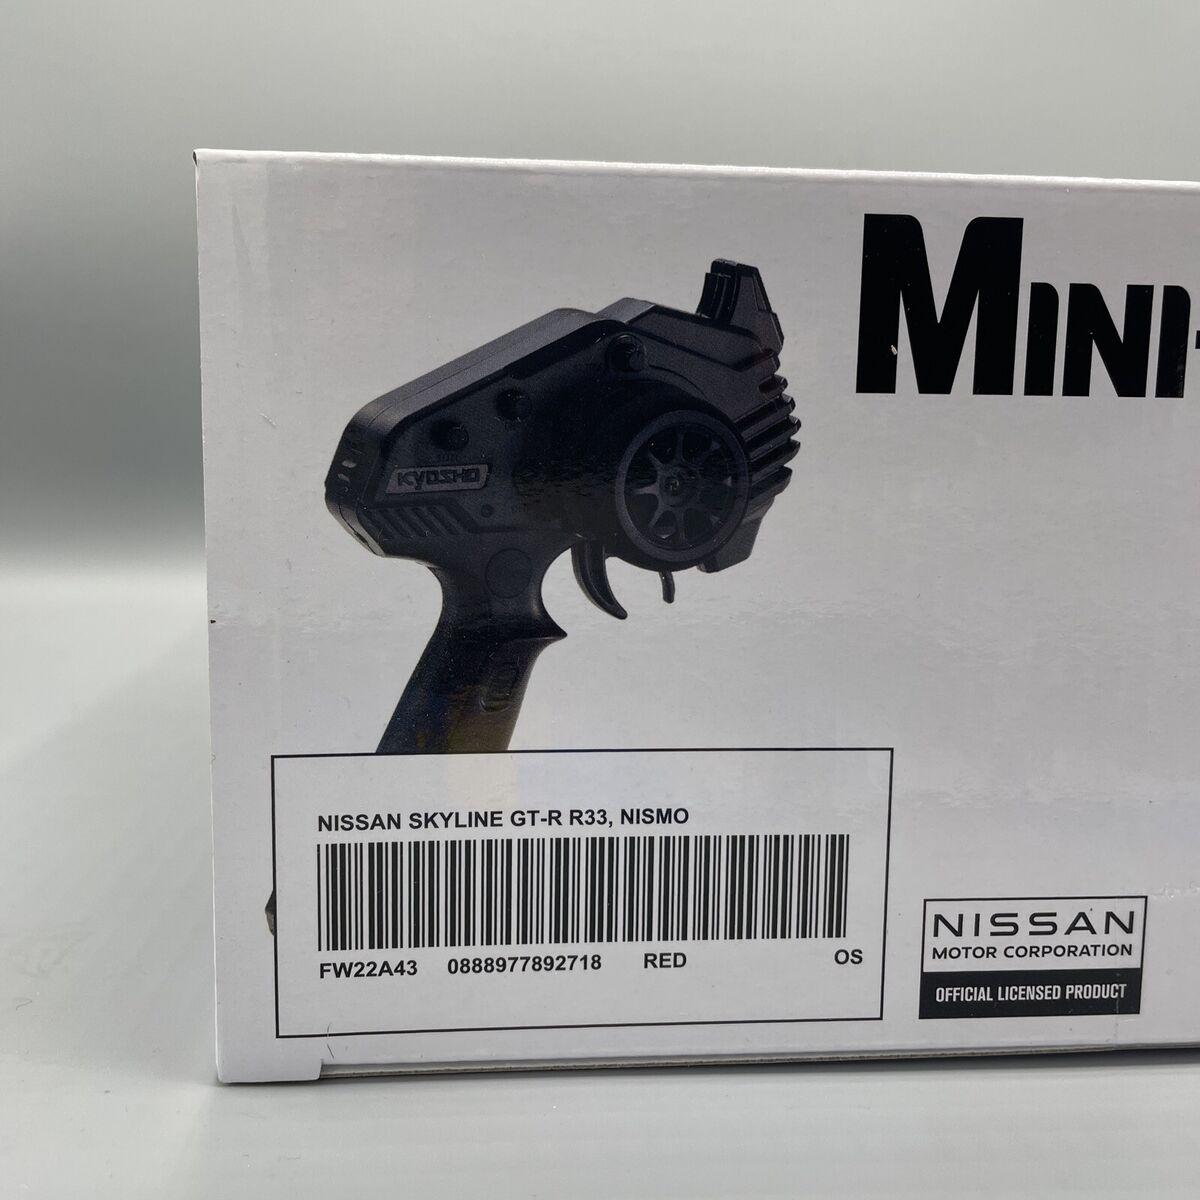 MINI-
KYOSHO
NISSAN SKYLINE GT-R R33, NISMO
FW22A43 0888977892718 RED OS
NISSAN
MOTOR CORPORATION
OFFICIAL LICENSED PRODUCT